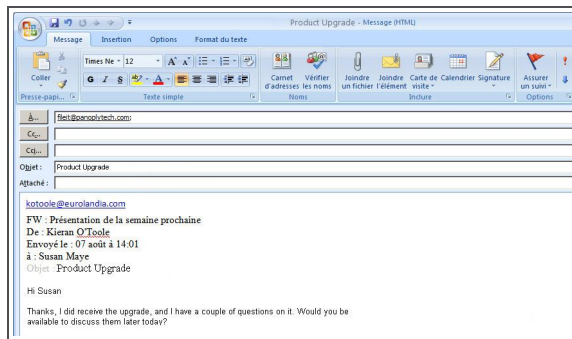 Product Upgrade - Message (HTML)
Message Insertion Options Format du texte
Times Ne 12
Coller
G I S
Carnet d'adresses
Vérifier les noms
Joindre un fichier
Joindre l'élément
Carte de visite
Calendrier
Signature
Assurer un suivi
Presse-papi... Texte simple Noms Inclure Options
À... fileit@panoplytech.com;
Cc...
Cci...
Objet : Product Upgrade
Attaché :
kotoole@eurolandia.com
FW : Présentation de la semaine prochaine
De : Kieran O'Toole
Envoyé le : 07 août à 14:01
à : Susan Maye
Objet : Product Upgrade
Hi Susan
Thanks, I did receive the upgrade, and I have a couple of questions on it. Would you be
available to discuss them later today?